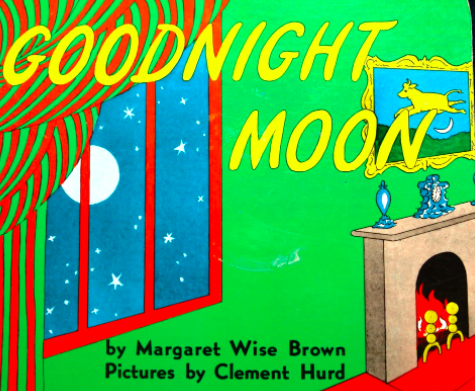 GOODNIGHT
MOON
by Margaret Wise Brown
Pictures by Clement Hurd